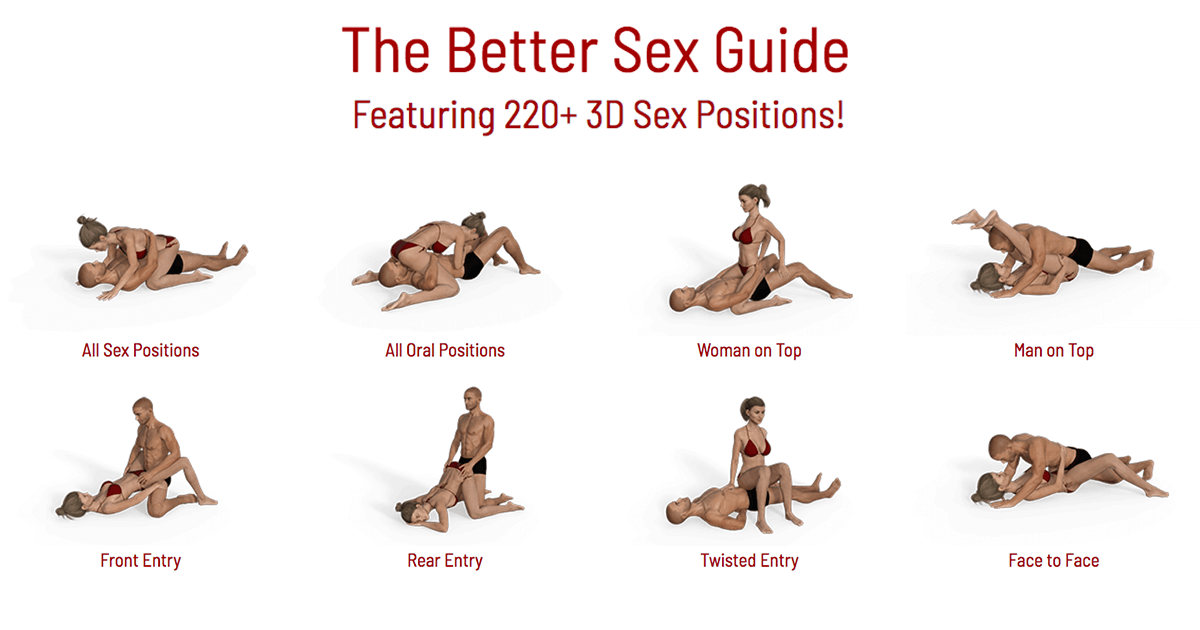 The Better Sex Guide
Featuring 220+ 3D Sex Positions!
All Sex Positions
All Oral Positions
Woman on Top
Man on Top
Front Entry
Rear Entry
Twisted Entry
Face to Face